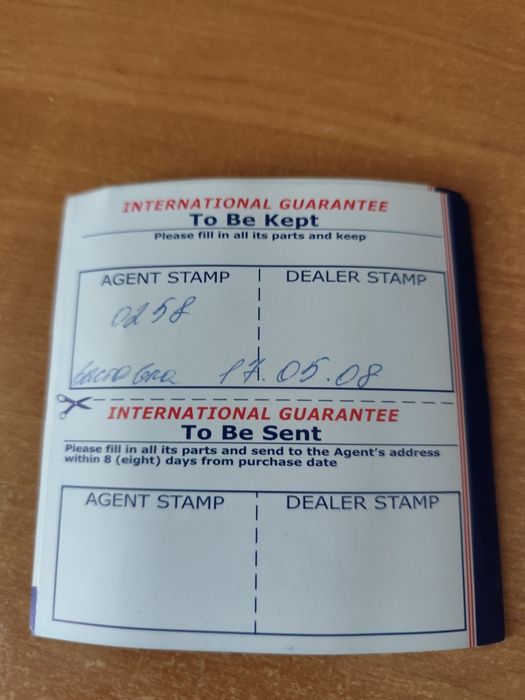 INTERNATIONAL GUARANTEE
To Be Kept
Please fill in all its parts and keep
AGENT STAMP DEALER STAMP
0258
17.05.08
INTERNATIONAL GUARANTEE
To Be Sent
Please fill in all its parts and send to the Agent's address
within 8 (eight) days from purchase date
AGENT STAMP DEALER STAMP